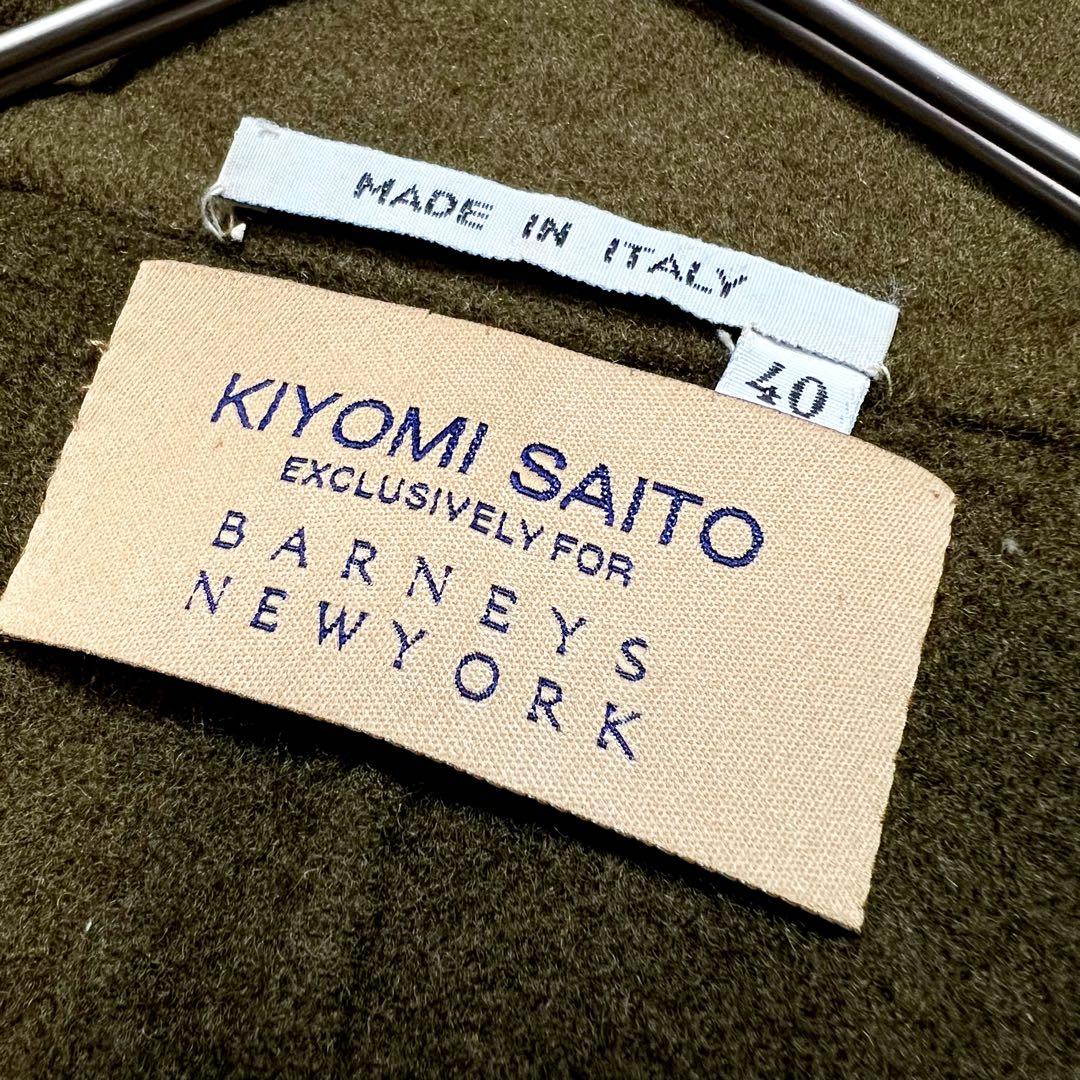 MADE IN ITALY
40
KIYOMI SAITO
EXCLUSIVELY FOR
BARNEYS
NEWYORK